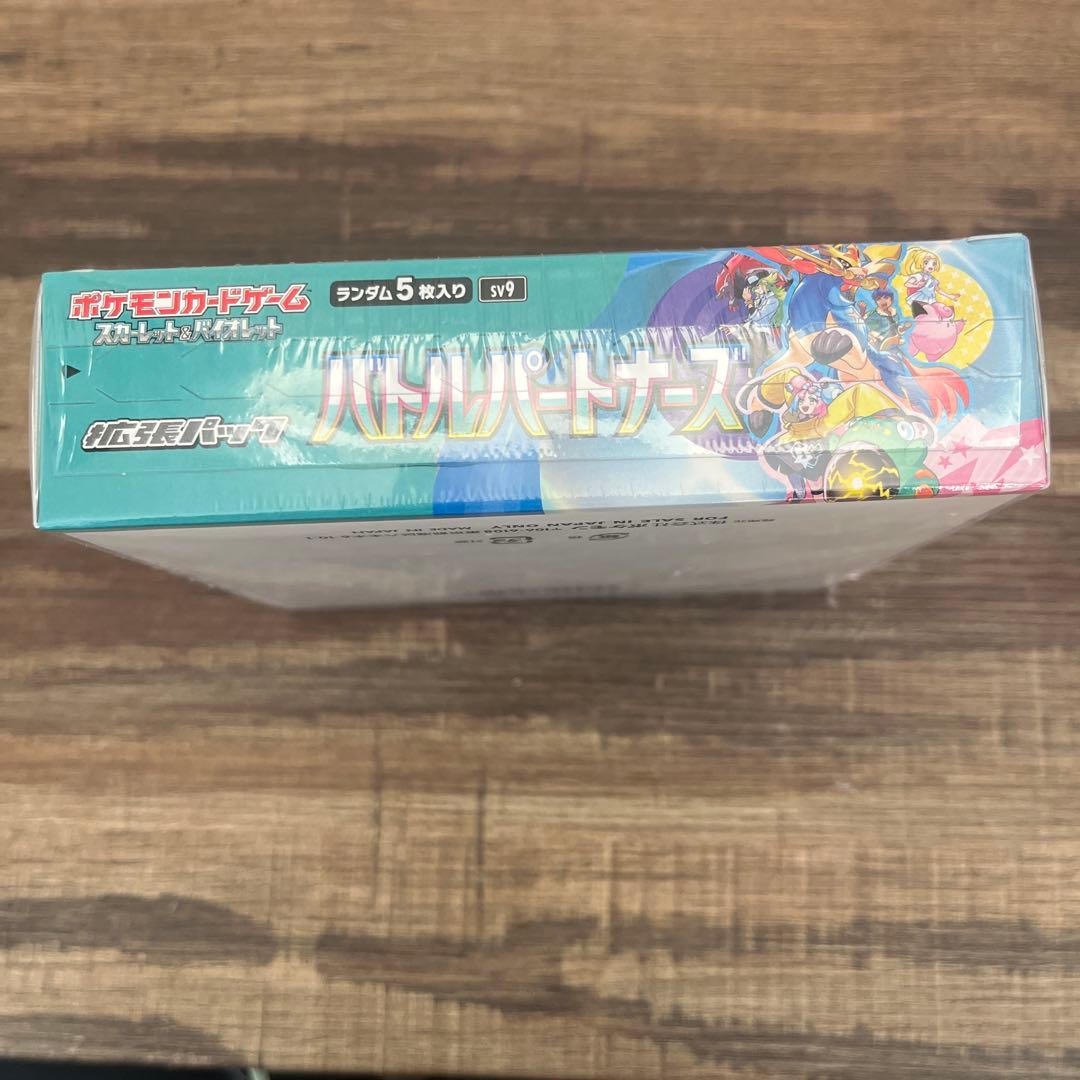 ポケモンカードゲーム
スカーレット&バイオレット
ランダム5枚入り
SV9
拡張パック
バトルパートナーズ
FOR SALE IN JAPAN ONLY
MADE IN JAPAN